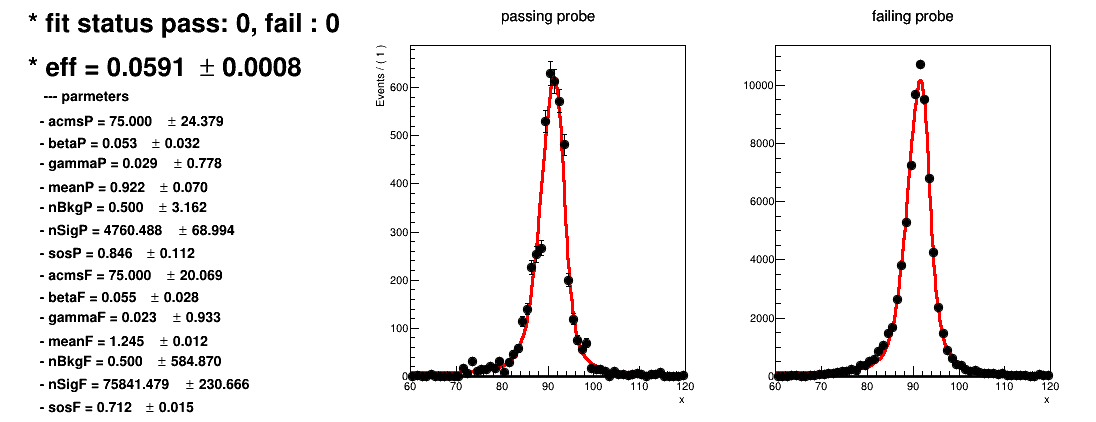 * fit status pass: 0, fail : 0
* eff = 0.0591 ± 0.0008
--- parmeters
- acmsP = 75.000 ± 24.379
- betaP = 0.053 ± 0.032
- gammaP = 0.029 ± 0.778
- meanP = 0.922 ± 0.070
- nBkgP = 0.500 ± 3.162
- nSigP = 4760.488 ± 68.994
- sosP = 0.846 ± 0.112
- acmsF = 75.000 ± 20.069
- betaF = 0.055 ± 0.028
- gammaF = 0.023 ± 0.933
- meanF = 1.245 ± 0.012
- nBkgF = 0.500 ± 584.870
- nSigF = 75841.479 ± 230.666
- sosF = 0.712 ± 0.015
passing probe
Events / ( 1 )
600
500
400
300
200
100
0
60 70 80 90 100 110 120
x
failing probe
10000
8000
6000
4000
2000
0
60 70 80 90 100 110 120
x